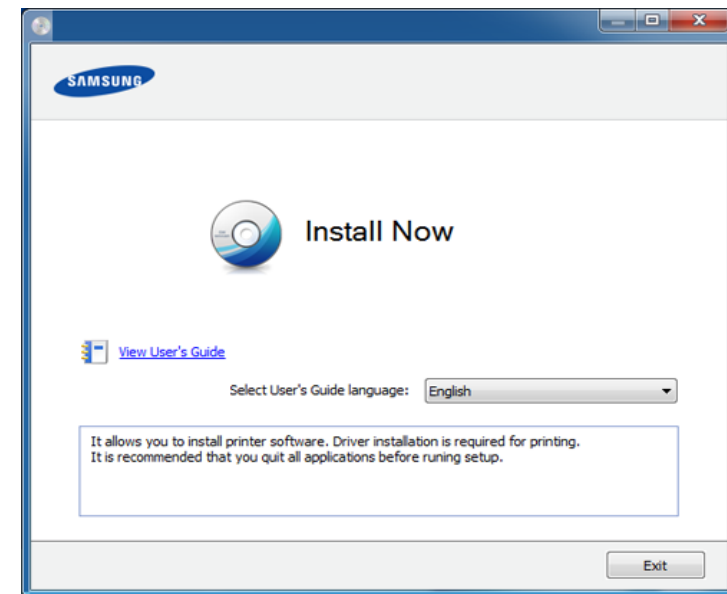 SAMSUNG
Install Now
View User's Guide
Select User's Guide language: English
It allows you to install printer software. Driver installation is required for printing.
It is recommended that you quit all applications before runing setup.
Exit